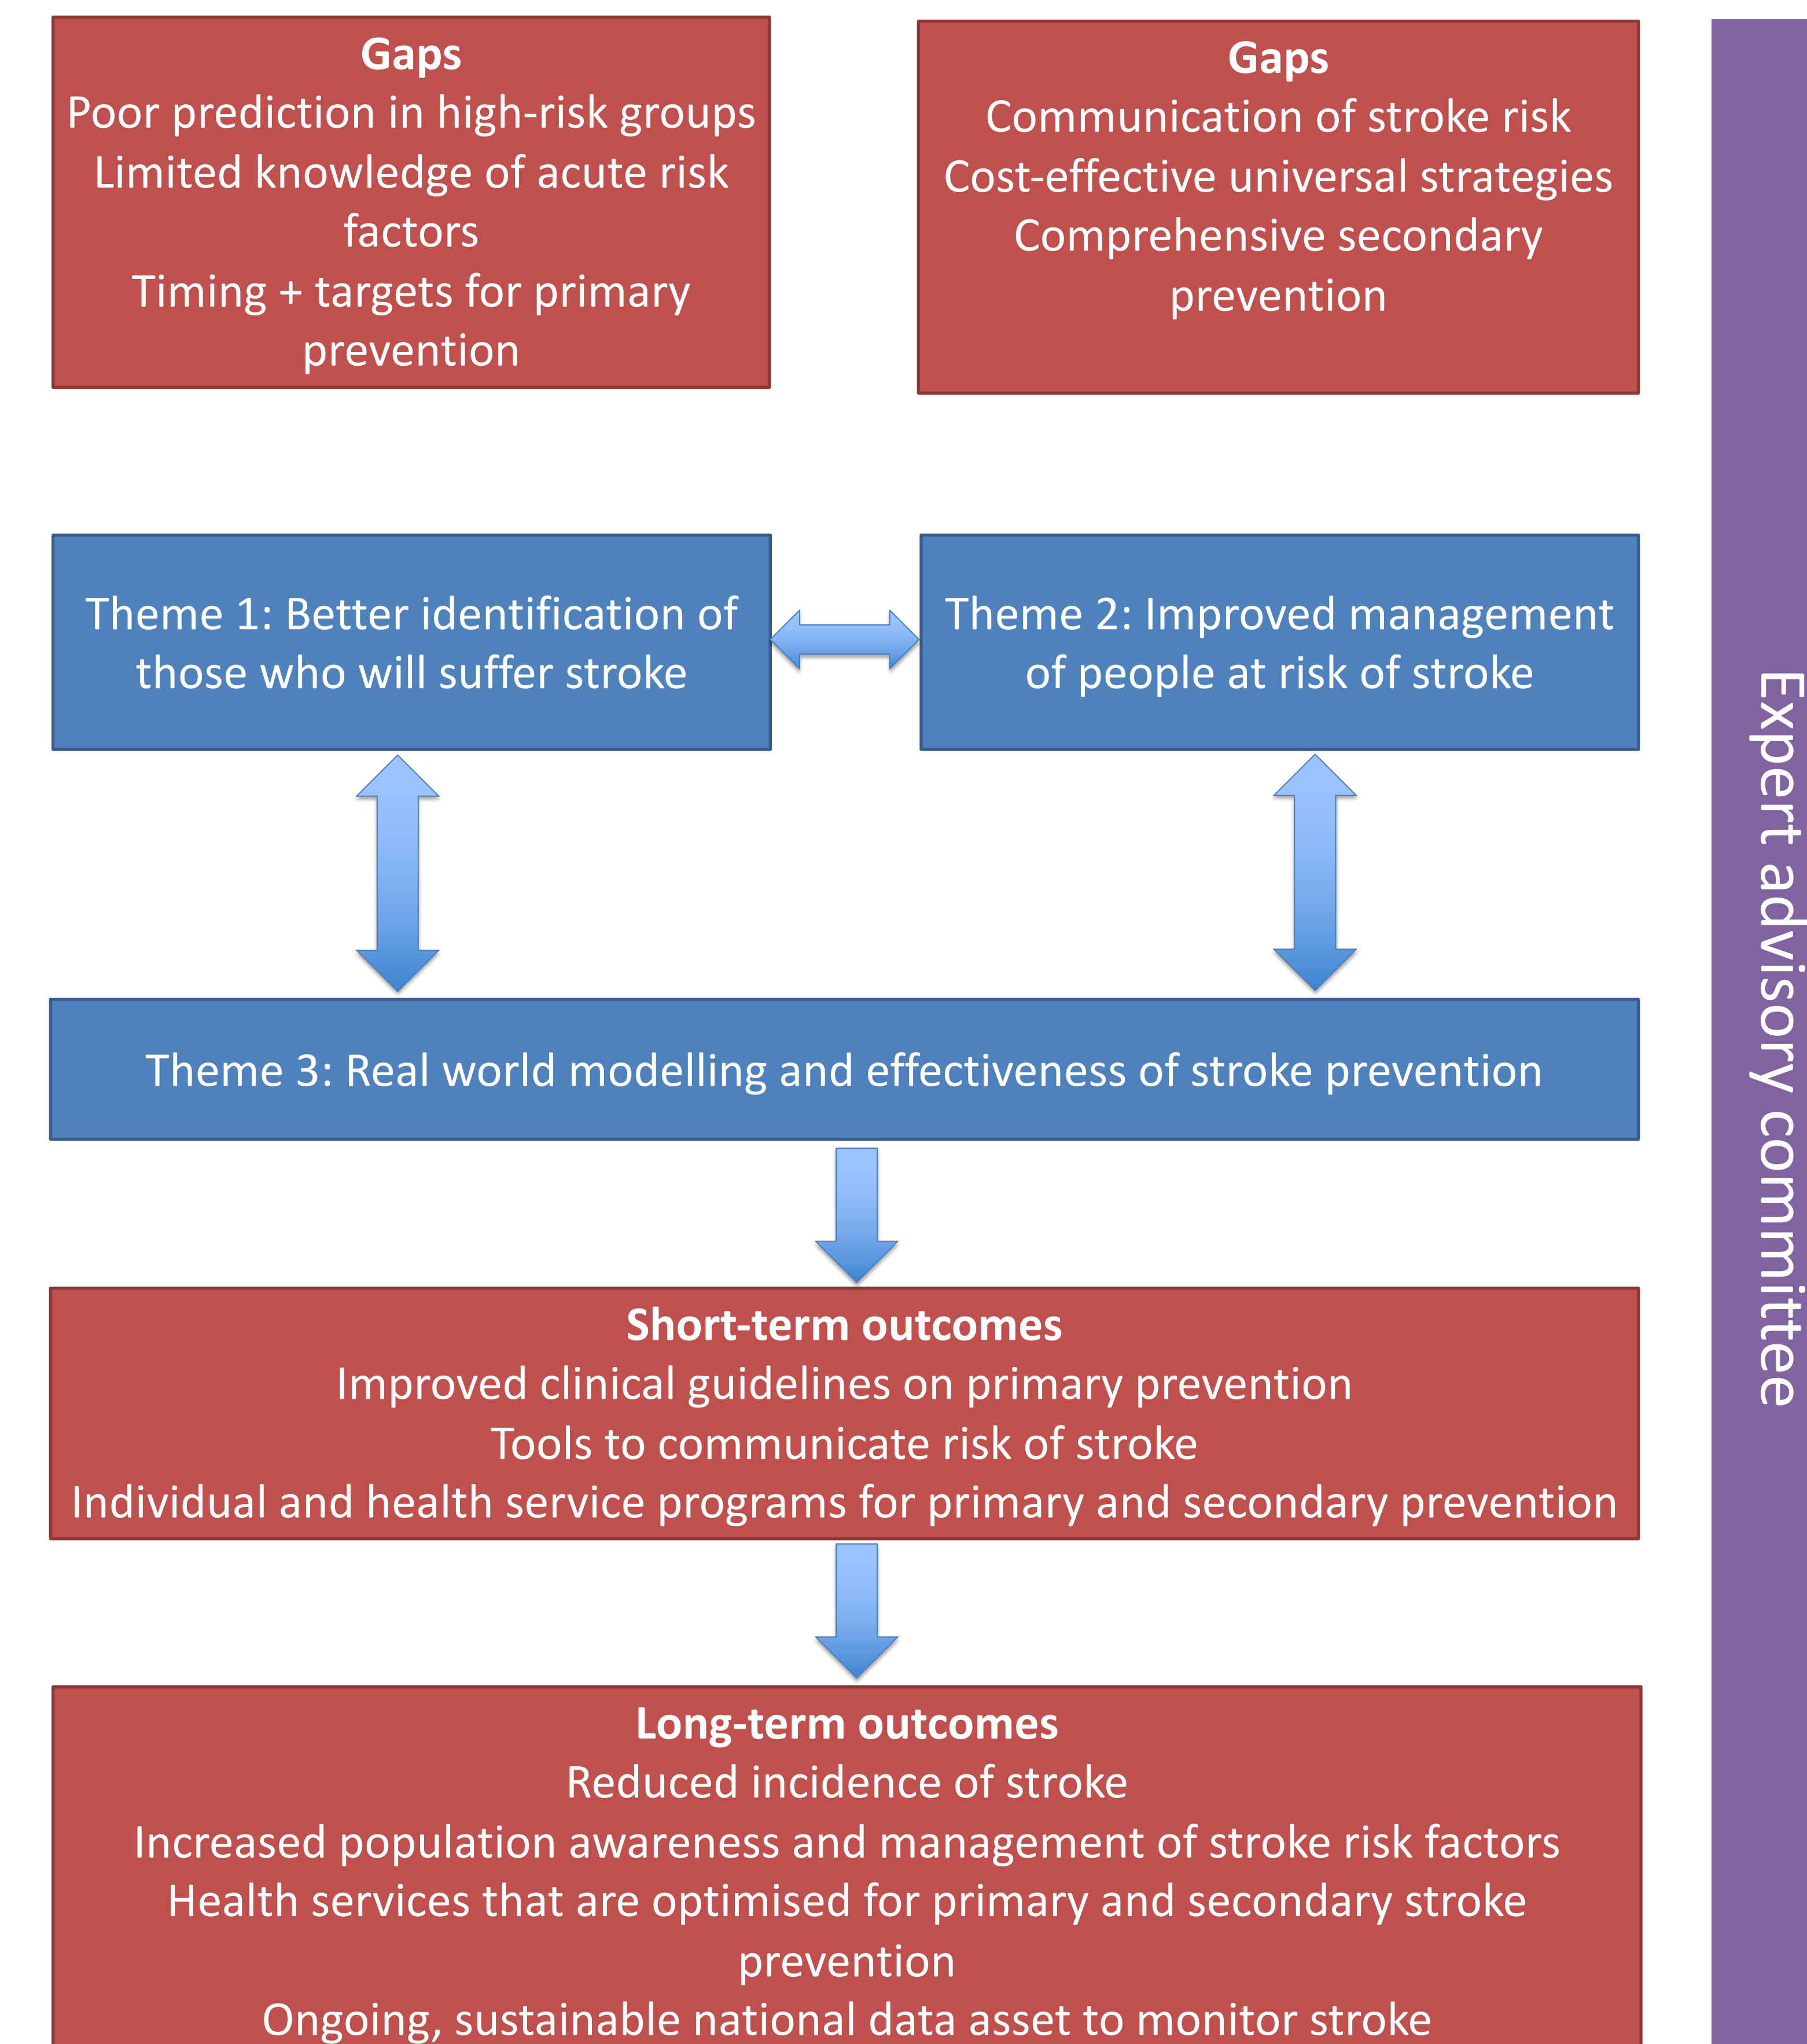 Gaps
Poor prediction in high-risk groups
Limited knowledge of acute risk
factors
Timing + targets for primary
prevention
Gaps
Communication of stroke risk
Cost-effective universal strategies
Comprehensive secondary
prevention
Theme 1: Better identification of
those who will suffer stroke
Theme 2: Improved management
of people at risk of stroke
Theme 3: Real world modelling and effectiveness of stroke prevention
Short-term outcomes
Improved clinical guidelines on primary prevention
Tools to communicate risk of stroke
Individual and health service programs for primary and secondary prevention
Long-term outcomes
Reduced incidence of stroke
Increased population awareness and management of stroke risk factors
Health services that are optimised for primary and secondary stroke
prevention
Ongoing, sustainable national data asset to monitor stroke
Expert advisory committee